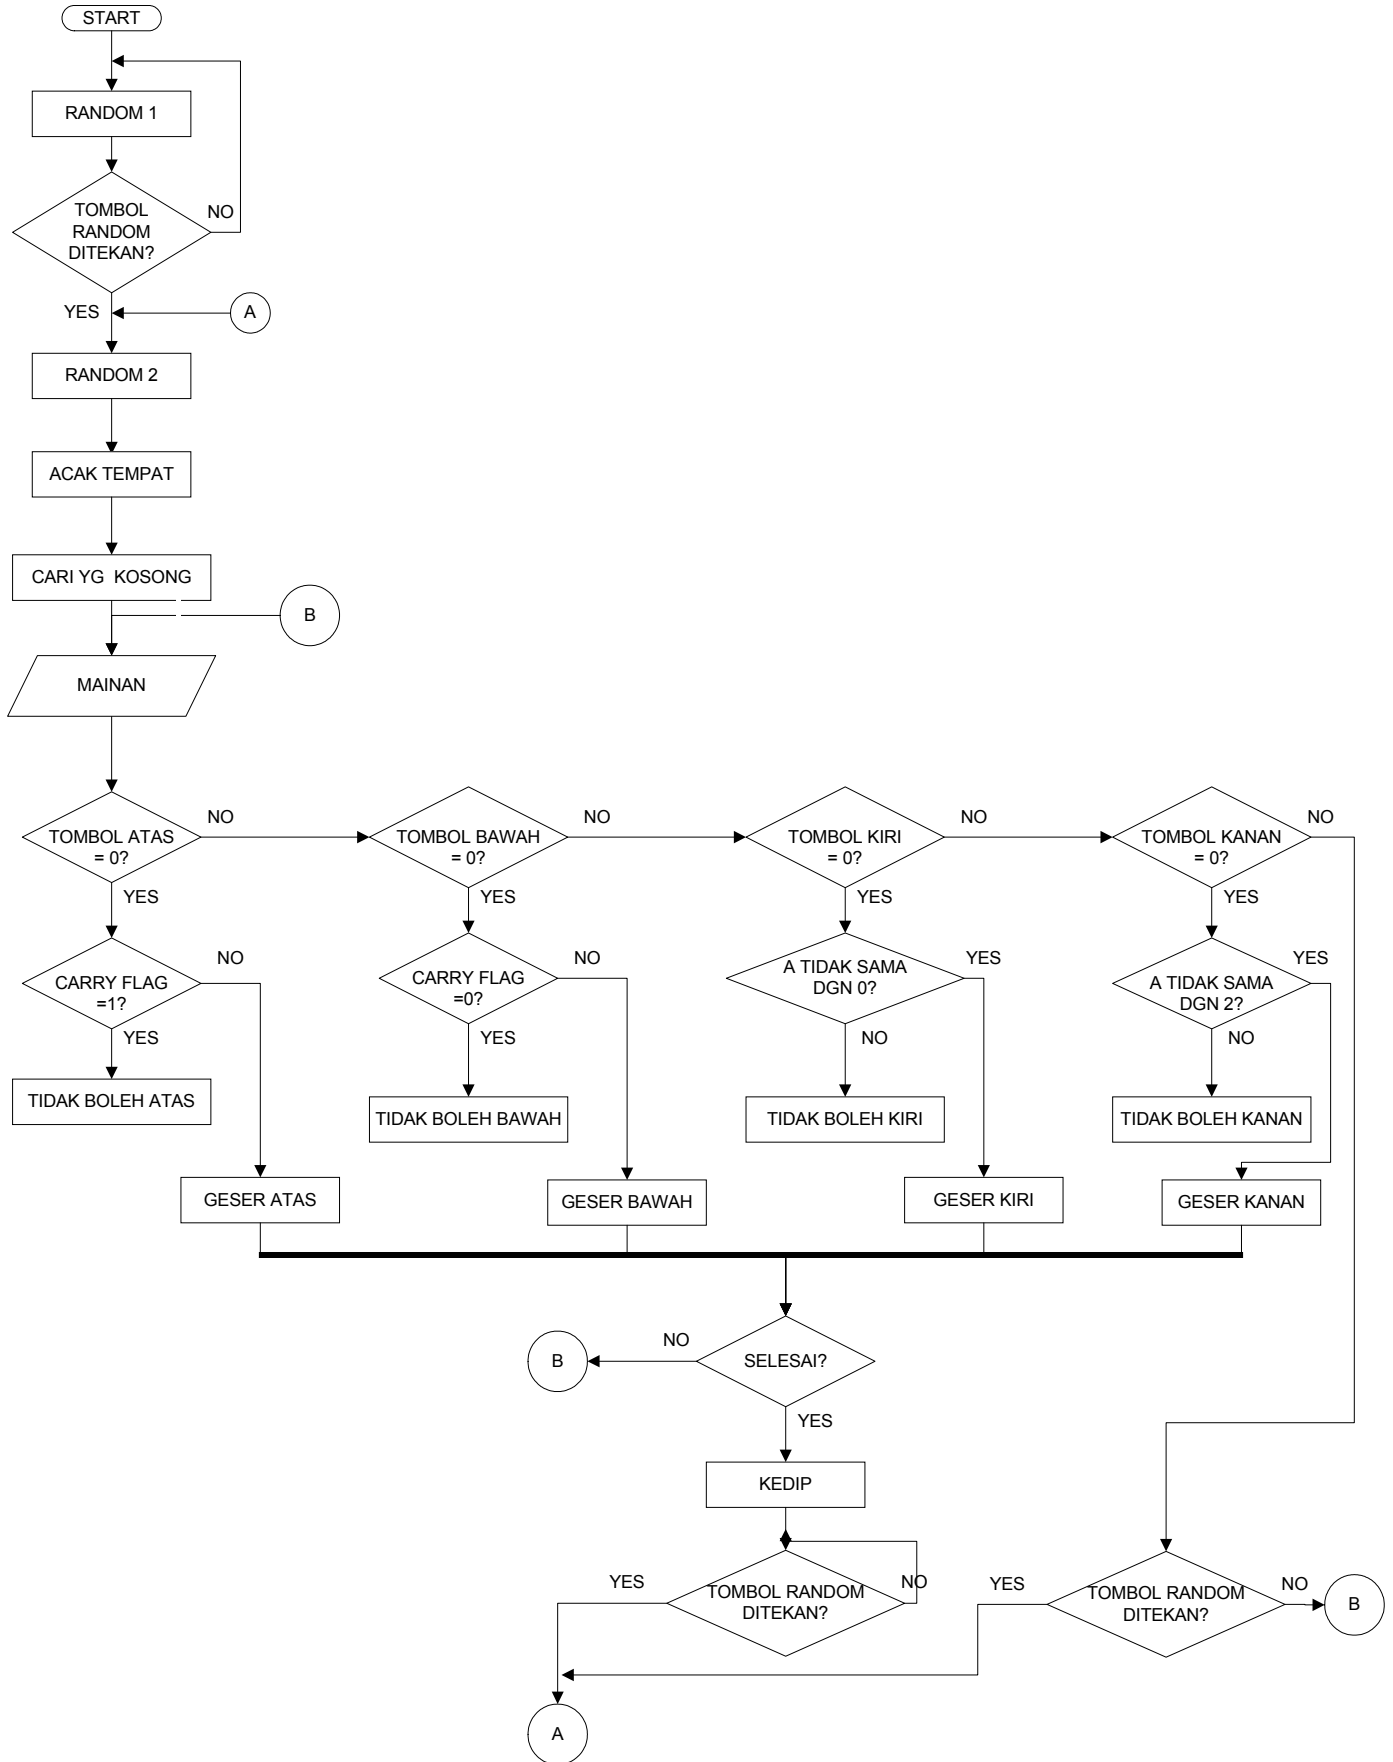 START
RANDOM 1
TOMBOL
RANDOM
DITEKAN?
NO
YES
A
RANDOM 2
ACAK TEMPAT
CARI YG  KOSONG
B
MAINAN
TOMBOL ATAS
= 0?
NO
TOMBOL BAWAH
= 0?
NO
TOMBOL KIRI
= 0?
NO
TOMBOL KANAN
= 0?
NO
YES
YES
YES
YES
CARRY FLAG
=1?
NO
CARRY FLAG
=0?
NO
A TIDAK SAMA
DGN 0?
YES
A TIDAK SAMA
DGN 2?
YES
YES
YES
NO
NO
TIDAK BOLEH ATAS
TIDAK BOLEH BAWAH
TIDAK BOLEH KIRI
TIDAK BOLEH KANAN
GESER ATAS
GESER BAWAH
GESER KIRI
GESER KANAN
B
NO
SELESAI?
YES
KEDIP
YES
TOMBOL RANDOM
DITEKAN?
NO
YES
TOMBOL RANDOM
DITEKAN?
NO
B
A